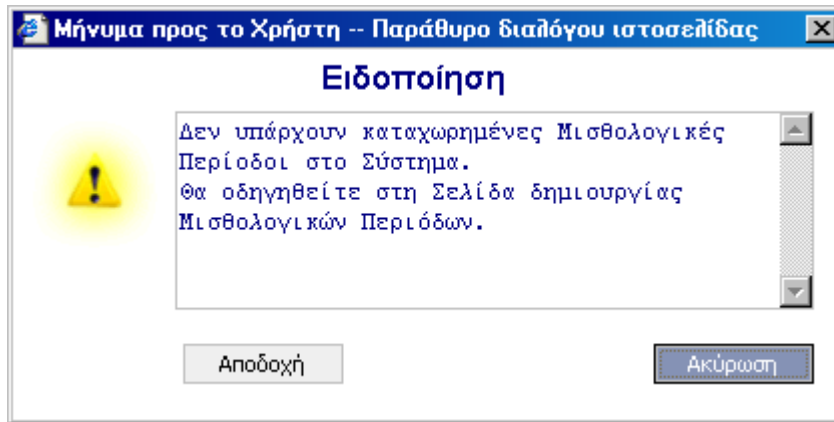 Μήνυμα προς το Χρήστη -- Παράθυρο διαλόγου ιστοσελίδας
Ειδοποίηση
Δεν υπάρχουν καταχωρημένες Μισθολογικές
Περίοδοι στο Σύστημα.
Θα οδηγηθείτε στη Σελίδα δημιουργίας
Μισθολογικών Περιόδων.
Αποδοχή
Ακύρωση